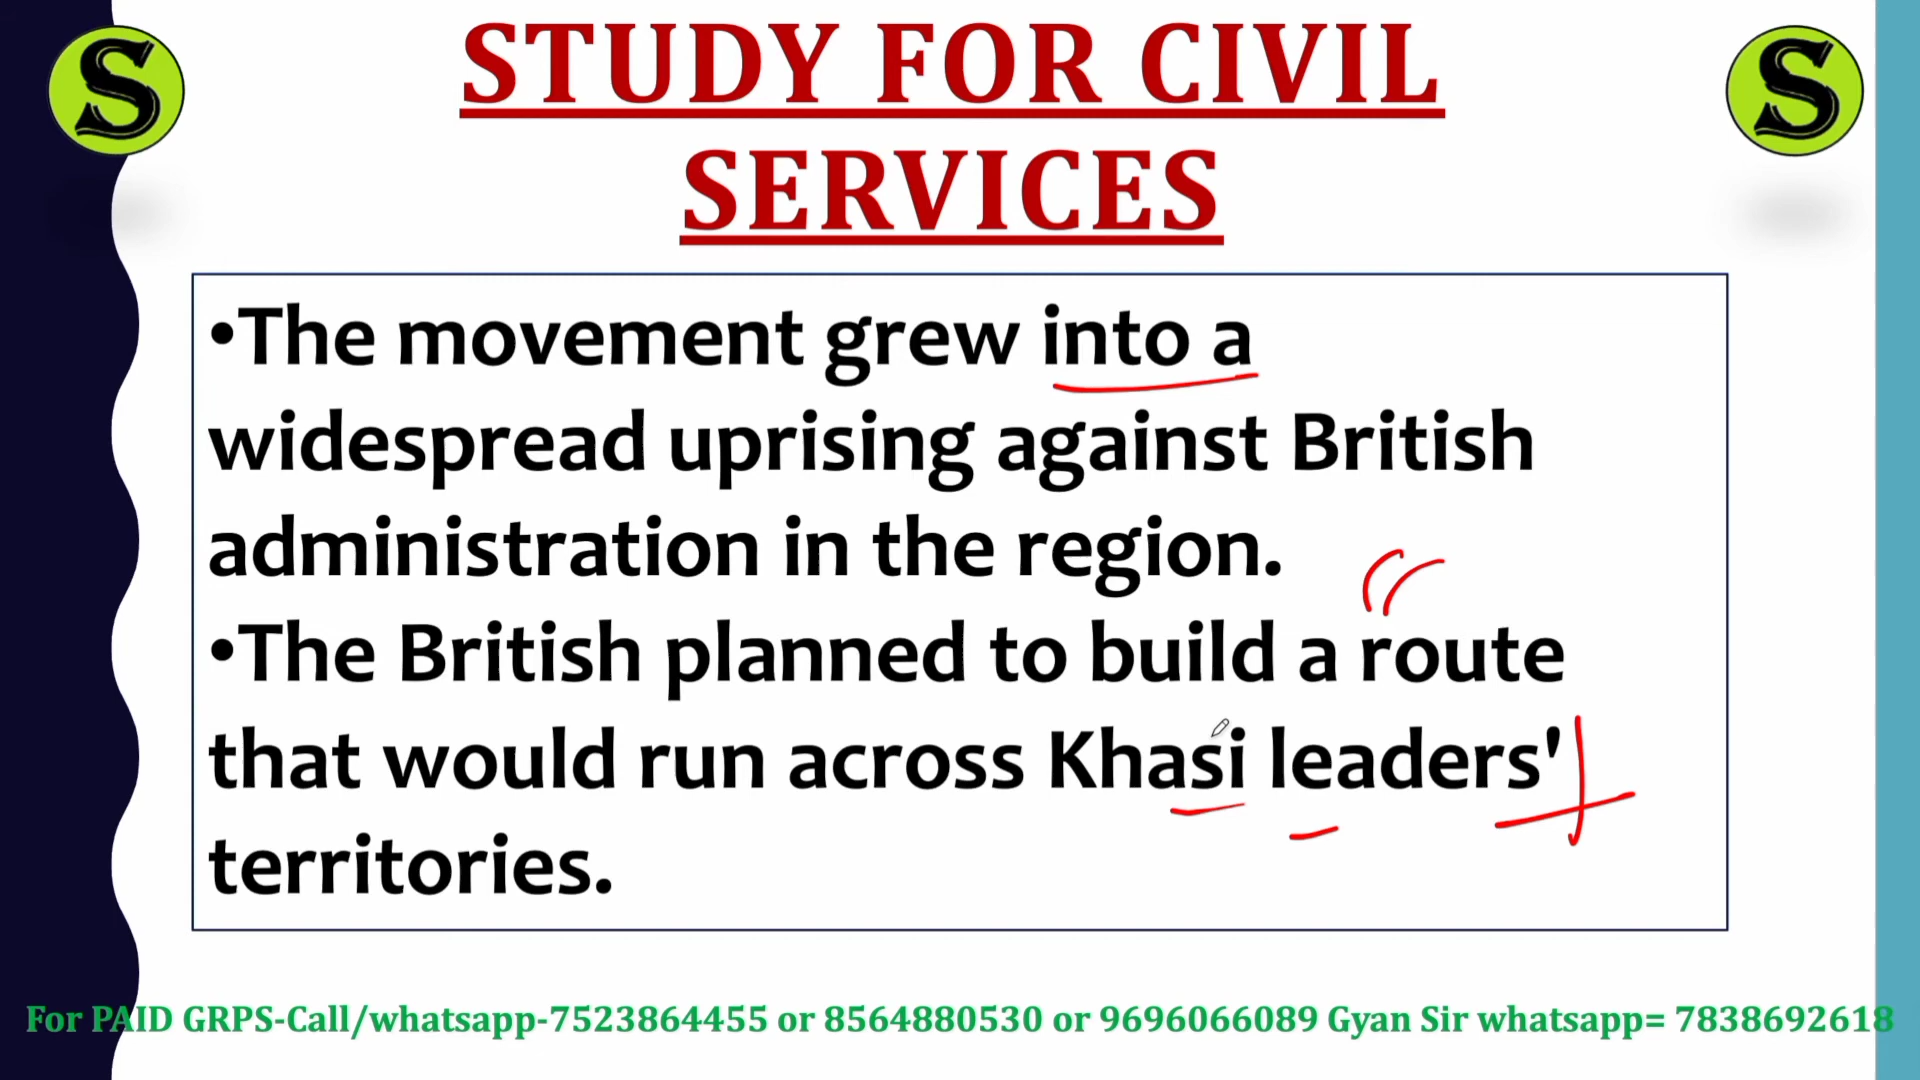 S
S
STUDY FOR CIVIL
SERVICES
•The movement grew into a
widespread uprising against British
administration in the region.
•The British planned to build a route
that would run across Khasi leaders'
territories.
For PAID GRPS-Call/whatsapp-7523864455 or 8564880530 or 9696066089 Gyan Sir whatsapp= 7838692618